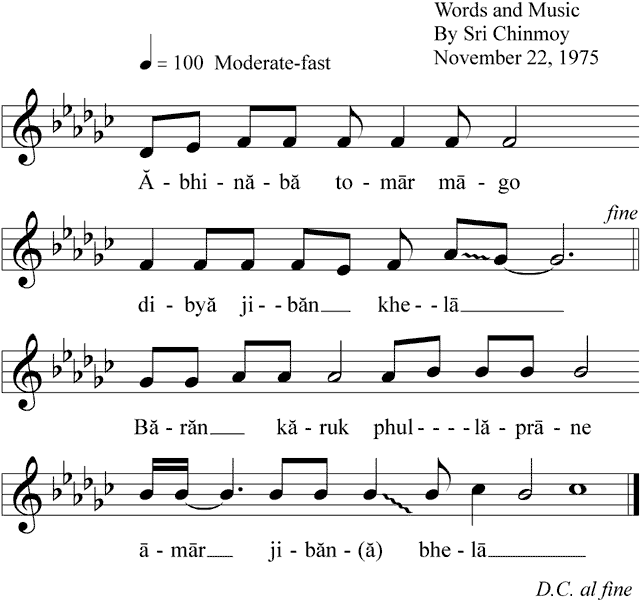 Words and Music
By Sri Chinmoy
November 22, 1975
= 100 Moderate-fast
Ă - bhi - nă - bă to - mār mā - go
fine
di - byă ji - băn khe - lā
Bă - răn kă - ruk phul - - - - lă - prā - ne
ā - mār ji - băn - (ă) bhe - lā
D.C. al fine